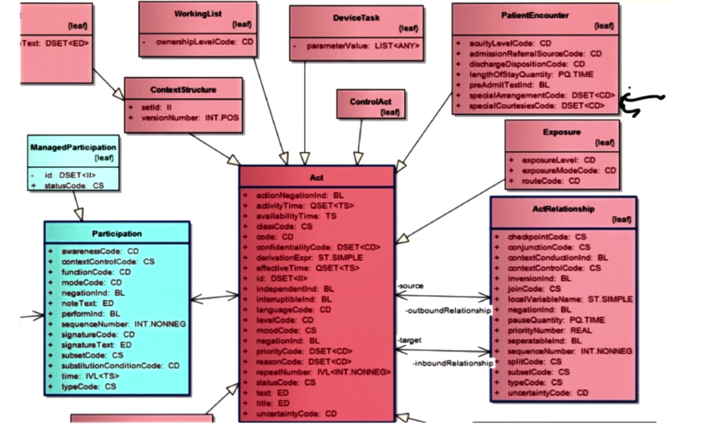 Text: DSET<ED>
WorkingList
{leaf}
- ownershipLevelCode: CD
DeviceTask
{leaf}
- parameterValue: LIST<ANY>
PatientEncounter
{leaf}
+ acuityLevelCode: CD
+ admissionReferralSourceCode: CD
+ dischargeDispositionCode: CD
+ lengthOfStayQuantity: PQ.TIME
+ preAdmitTestInd: BL
+ specialArrangementCode: DSET<CD>
+ specialCourtesiesCode: DSET<CD>
ContextStructure
+ setId: II
+ versionNumber: INT.POS
ControlAct
{leaf}
Exposure
{leaf}
+ exposureLevel: CD
+ exposureModeCode: CD
+ routeCode: CD
ManagedParticipation
{leaf}
- id: DSET<II>
+ statusCode: CS
Participation
+ awarenessCode: CD
+ contextControlCode: CS
+ functionCode: CD
+ modeCode: CD
+ negationInd: BL
+ noteText: ED
+ performInd: BL
+ sequenceNumber: INT.NONNEG
+ signatureCode: CD
+ signatureText: ED
+ subsetCode: CS
+ substitutionConditionCode: CD
+ time: IVL<TS>
+ typeCode: CS
Act
+ actionNegationInd: BL
+ activityTime: QSET<TS>
+ availabilityTime: TS
+ classCode: CS
+ code: CD
+ confidentialityCode: DSET<CD>
+ derivationExpr: ST.SIMPLE
+ effectiveTime: QSET<TS>
+ id: DSET<II>
+ independentInd: BL
+ interruptibleInd: BL
+ languageCode: CD
+ levelCode: CD
+ moodCode: CS
+ negationInd: BL
+ priorityCode: DSET<CD>
+ reasonCode: DSET<CD>
+ repeatNumber: IVL<INT.NONNEG>
+ statusCode: CS
+ text: ED
+ title: ED
+ uncertaintyCode: CD
-source
-outboundRelationship
-target
-inboundRelationship
ActRelationship
{leaf}
+ checkpointCode: CS
+ conjunctionCode: CS
+ contextConductionInd: BL
+ contextControlCode: CS
+ inversionInd: BL
+ joinCode: CS
+ localVariableName: ST.SIMPLE
+ negationInd: BL
+ pauseQuantity: PQ.TIME
+ priorityNumber: REAL
+ seperatableInd: BL
+ sequenceNumber: INT.NONNEG
+ splitCode: CS
+ subsetCode: CS
+ typeCode: CS
+ uncertaintyCode: CD